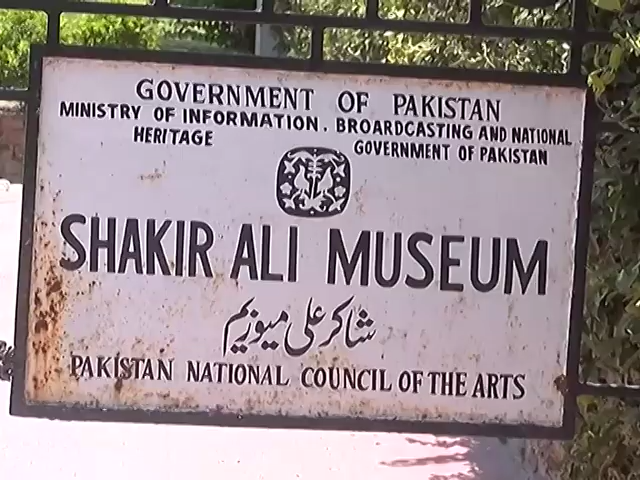 GOVERNMENT OF PAKISTAN
MINISTRY OF INFORMATION, BROARDCASTING AND NATIONAL
HERITAGE GOVERNMENT OF PAKISTAN
SHAKIR ALI MUSEUM
شاکر علی میوزیم
PAKISTAN NATIONAL COUNCIL OF THE ARTS